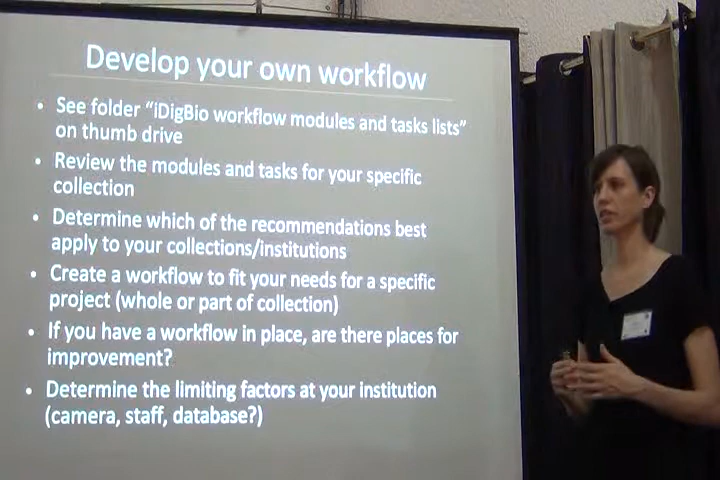 Develop your own workflow
• See folder “iDigBio workflow modules and tasks lists”
on thumb drive
• Review the modules and tasks for your specific
collection
• Determine which of the recommendations best
apply to your collections/institutions
• Create a workflow to fit your needs for a specific
project (whole or part of collection)
• If you have a workflow in place, are there places for
improvement?
• Determine the limiting factors at your institution
(camera, staff, database?)